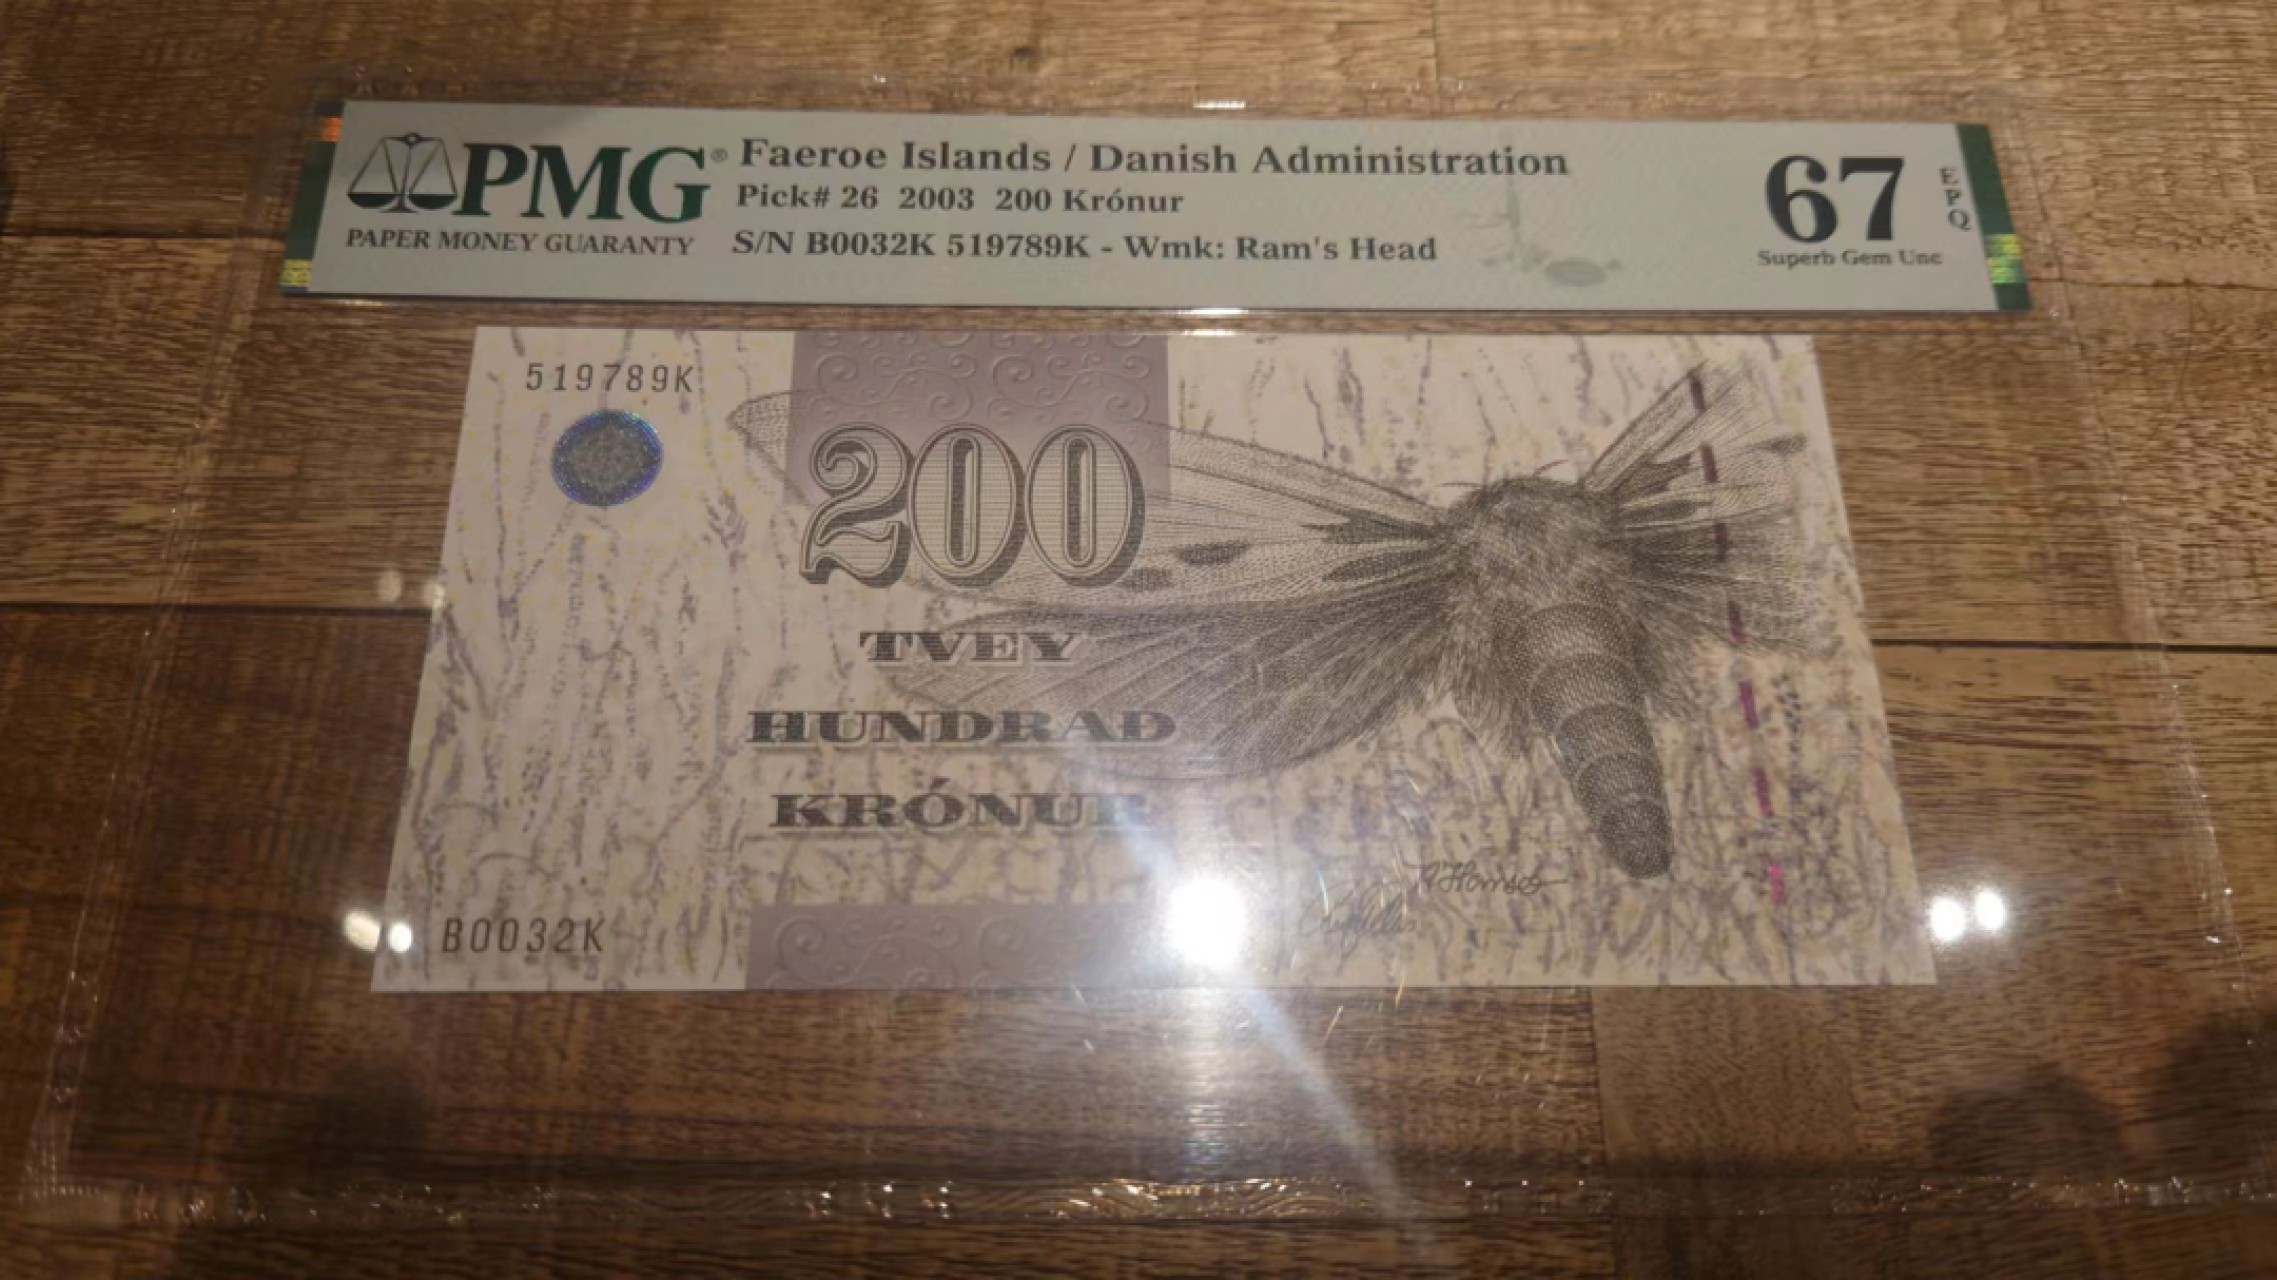 PMG®
PAPER MONEY GUARANTY
Faeroe Islands / Danish Administration
Pick# 26 2003 200 Krónur
S/N B0032K 519789K - Wmk: Ram's Head
67
EPQ
Superb Gem Unc
519789K
200
TVEY
HUNDRAÐ
KRÓNUR
B0032K